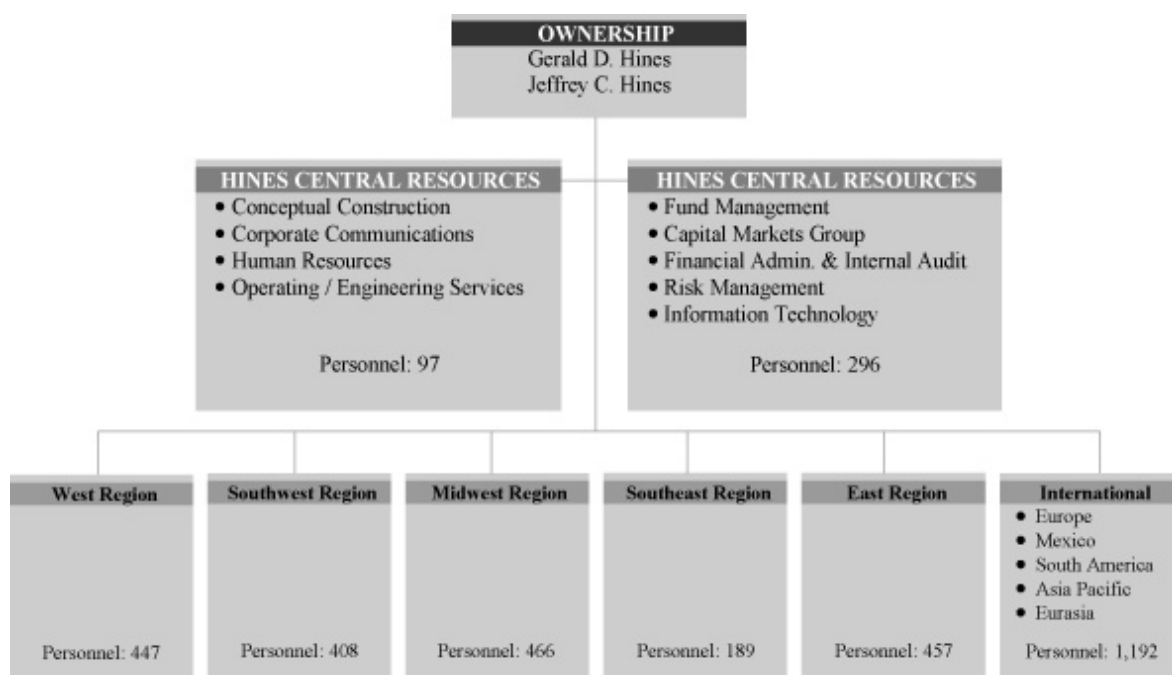 OWNERSHIP
Gerald D. Hines
Jeffrey C. Hines
HINES CENTRAL RESOURCES
• Conceptual Construction
• Corporate Communications
• Human Resources
• Operating / Engineering Services
Personnel: 97
HINES CENTRAL RESOURCES
• Fund Management
• Capital Markets Group
• Financial Admin. & Internal Audit
• Risk Management
• Information Technology
Personnel: 296
West Region
Personnel: 447
Southwest Region
Personnel: 408
Midwest Region
Personnel: 466
Southeast Region
Personnel: 189
East Region
Personnel: 457
International
• Europe
• Mexico
• South America
• Asia Pacific
• Eurasia
Personnel: 1,192